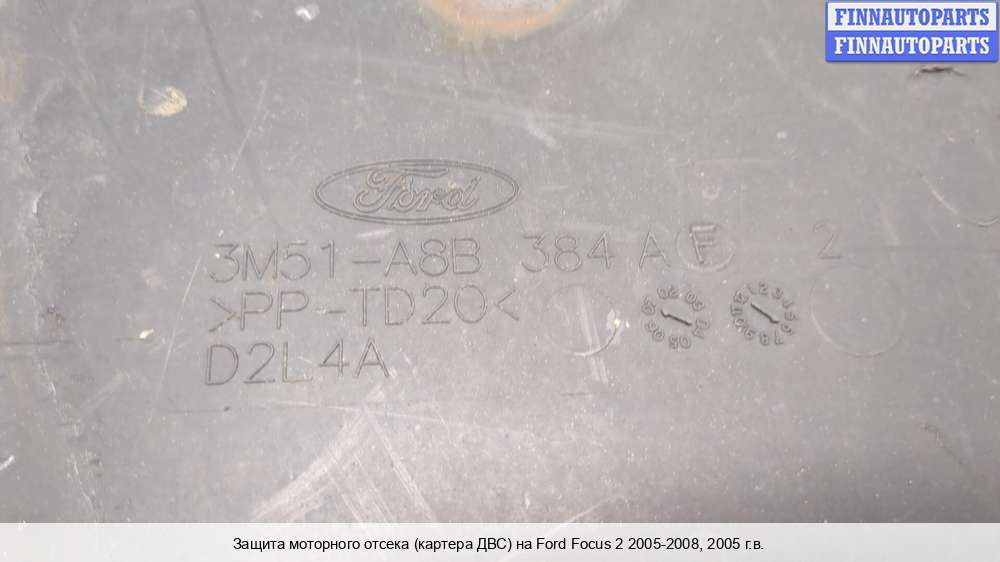 FINNAUTOPARTS
FINNAUTOPARTS
Ford
3M51-A8B 384 A F 2
>PP-TD20<
D2L4A
Защита моторного отсека (картера ДВС) на Ford Focus 2 2005-2008, 2005 г.в.